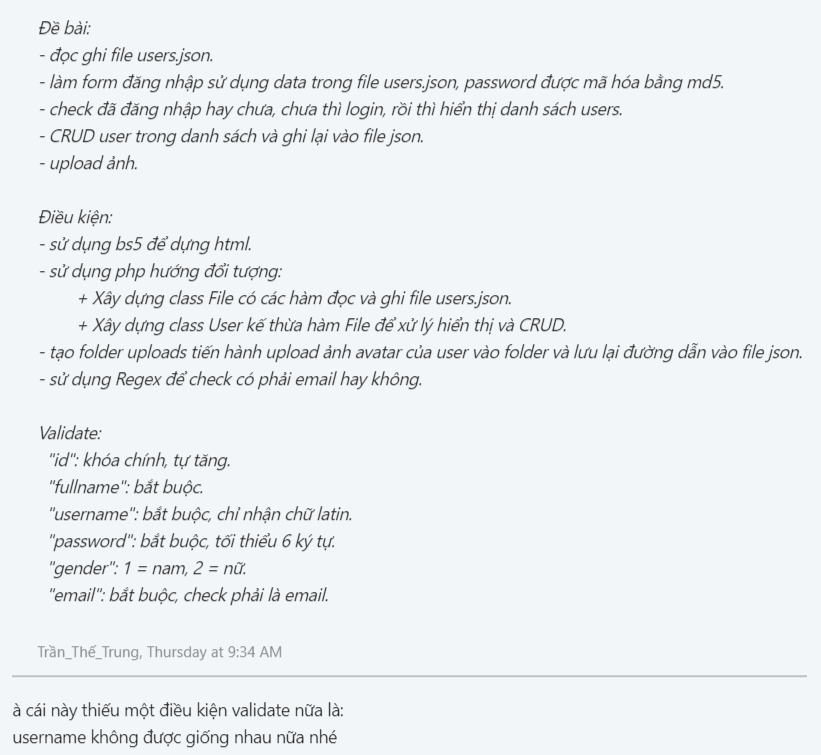 Đề bài:
- đọc ghi file users.json.
- làm form đăng nhập sử dụng data trong file users.json, password được mã hóa bằng md5.
- check đã đăng nhập hay chưa, chưa thì login, rồi thì hiển thị danh sách users.
- CRUD user trong danh sách và ghi lại vào file json.
- upload ảnh.
Điều kiện:
- sử dụng bs5 để dựng html.
- sử dụng php hướng đổi tượng:
+ Xây dựng class File có các hàm đọc và ghi file users.json.
+ Xây dựng class User kế thừa hàm File để xử lý hiển thị và CRUD.
- tạo folder uploads tiến hành upload ảnh avatar của user vào folder và lưu lại đường dẫn vào file json.
- sử dụng Regex để check có phải email hay không.
Validate:
"id": khóa chính, tự tăng.
"fullname": bắt buộc.
"username": bắt buộc, chỉ nhận chữ latin.
"password": bắt buộc, tối thiểu 6 ký tự.
"gender": 1 = nam, 2 = nữ.
"email": bắt buộc, check phải là email.
Trần_Thế_Trung, Thursday at 9:34 AM
à cái này thiếu một điều kiện validate nữa là:
username không được giống nhau nữa nhé